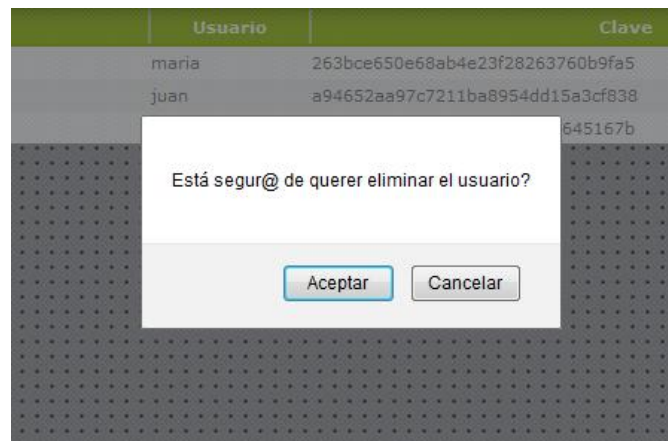 Usuario Clave
maria 263bce650e68ab4e23f28263760b9fa5
juan a94652aa97c7211ba8954dd15a3cf838
645167b
Está segur@ de querer eliminar el usuario?
Aceptar Cancelar